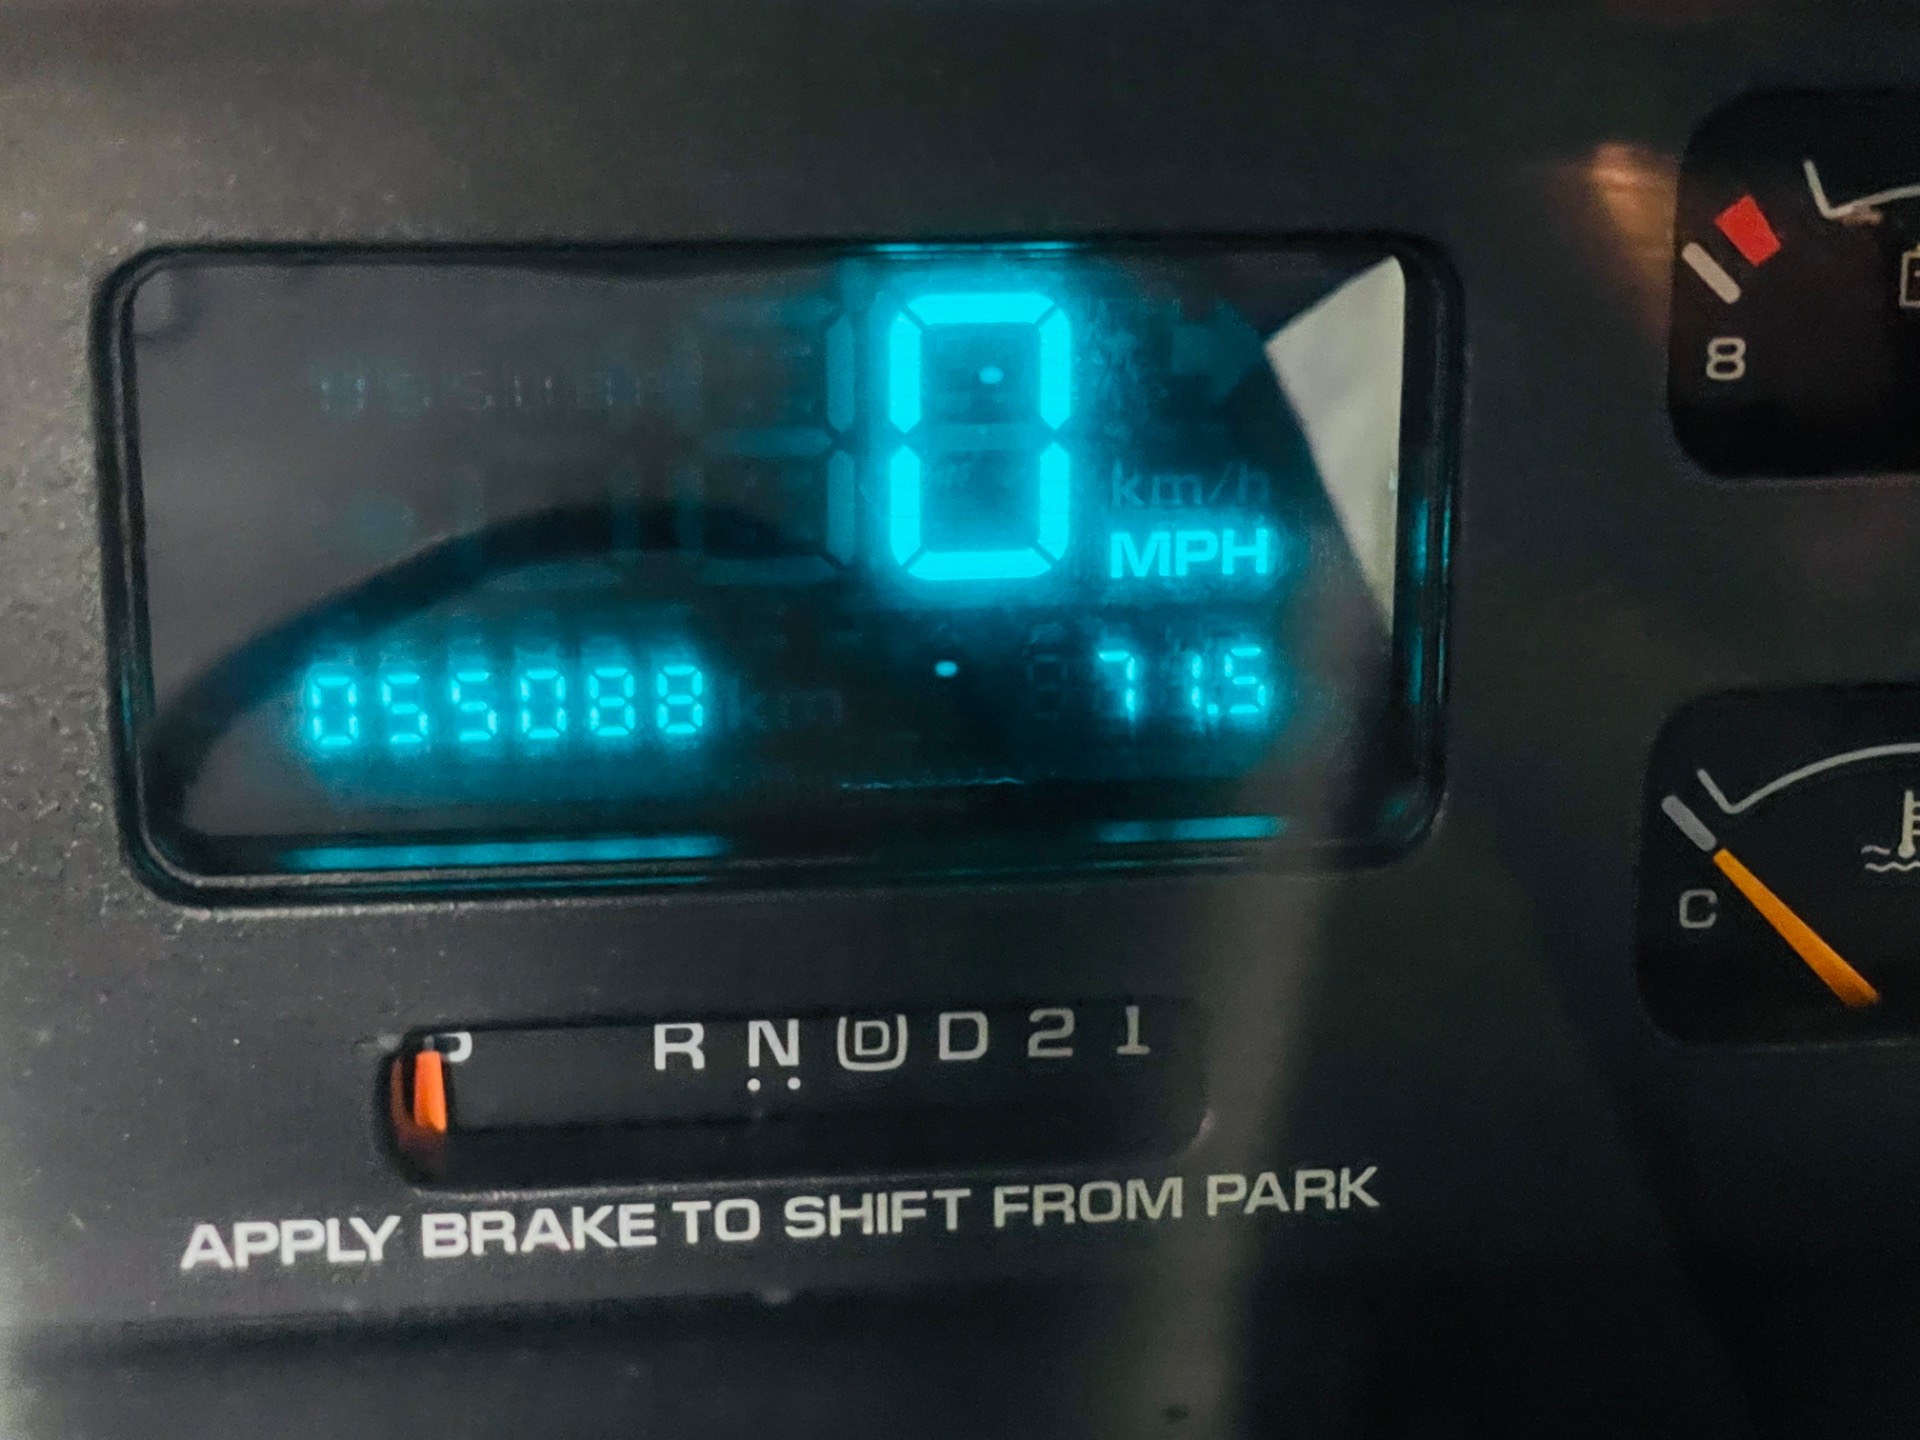 0
km/h
MPH
055088 km 71.5
P R N D D 2 1
APPLY BRAKE TO SHIFT FROM PARK
8
C